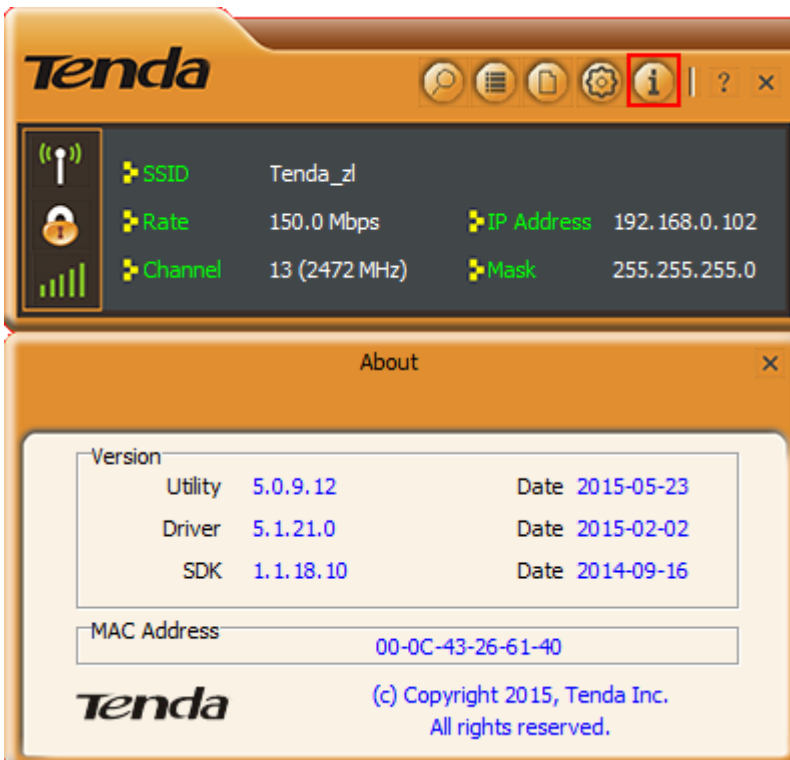 Tenda
i | ? ×
SSID Tenda_zl
Rate 150.0 Mbps IP Address 192.168.0.102
Channel 13 (2472 MHz) Mask 255.255.255.0
About ×
Version
Utility 5.0.9.12 Date 2015-05-23
Driver 5.1.21.0 Date 2015-02-02
SDK 1.1.18.10 Date 2014-09-16
MAC Address
00-0C-43-26-61-40
Tenda
(c) Copyright 2015, Tenda Inc.
All rights reserved.